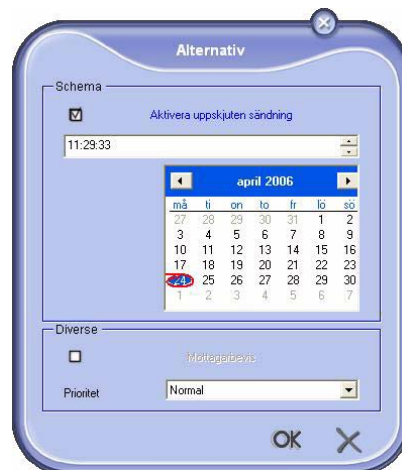 Alternativ
Schema
Aktivera uppskjuten sändning
11:29:33
april 2006
må ti on to fr lö sö
27 28 29 30 31 1 2
3 4 5 6 7 8 9
10 11 12 13 14 15 16
17 18 19 20 21 22 23
24 25 26 27 28 29 30
1 2 3 4 5 6 7
Diverse
Mottagarbevis
Prioritet Normal
OK